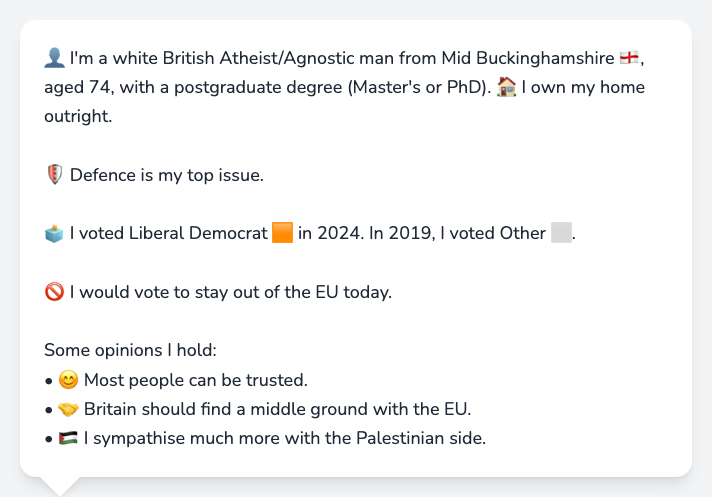 👤 I'm a white British Atheist/Agnostic man from Mid Buckinghamshire 🏴󠁧󠁢󠁥󠁮󠁧󠁿,
aged 74, with a postgraduate degree (Master's or PhD). 🏠 I own my home
outright.
🛡️ Defence is my top issue.
🗳️ I voted Liberal Democrat 🟧 in 2024. In 2019, I voted Other ⬜.
🚫 I would vote to stay out of the EU today.
Some opinions I hold:
• 😊 Most people can be trusted.
• 🤝 Britain should find a middle ground with the EU.
• 🇵🇸 I sympathise much more with the Palestinian side.